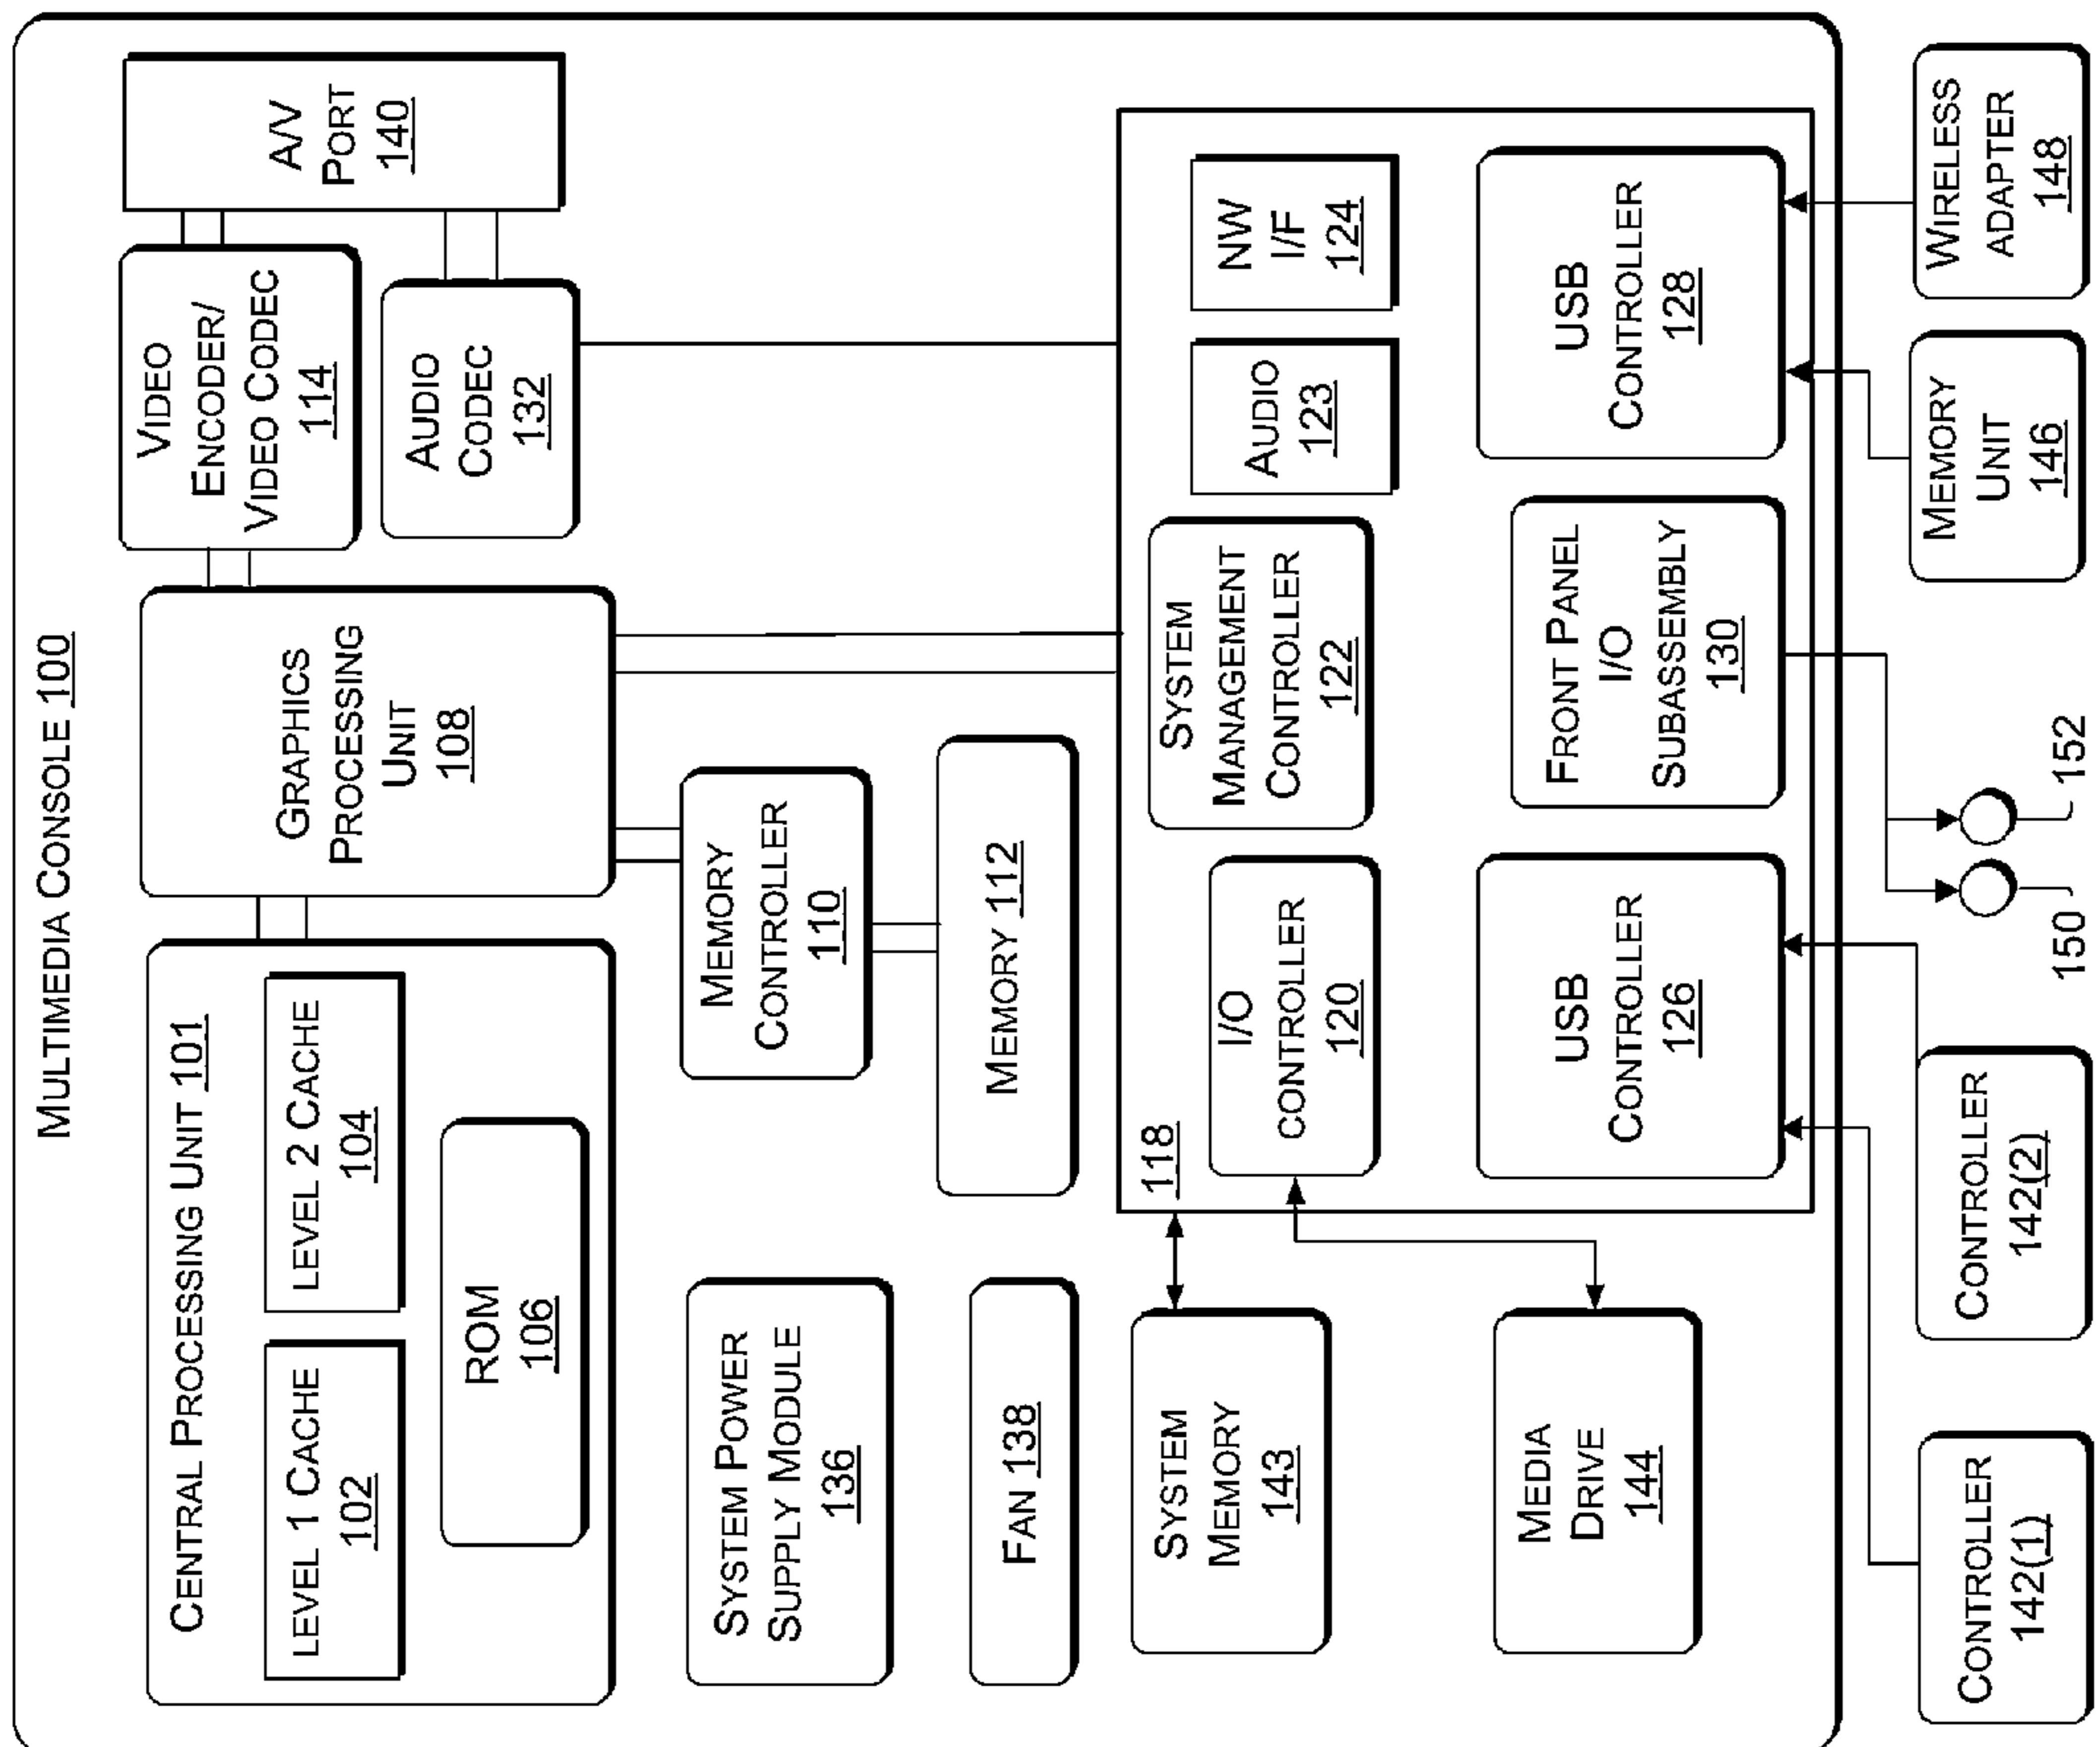 MULTIMEDIA CONSOLE 100
CENTRAL PROCESSING UNIT 101
LEVEL 1 CACHE
102
LEVEL 2 CACHE
104
ROM
106
GRAPHICS
PROCESSING
UNIT
108
VIDEO
ENCODER/
VIDEO CODEC
114
AUDIO
CODEC
132
A/V
PORT
140
SYSTEM POWER
SUPPLY MODULE
136
MEMORY
CONTROLLER
110
FAN 138
MEMORY 112
118
SYSTEM
MEMORY
143
I/O
CONTROLLER
120
SYSTEM
MANAGEMENT
CONTROLLER
122
AUDIO
123
NW
I/F
124
MEDIA
DRIVE
144
USB
CONTROLLER
126
FRONT PANEL
I/O
SUBASSEMBLY
130
USB
CONTROLLER
128
CONTROLLER
142(1)
CONTROLLER
142(2)
150
152
MEMORY
UNIT
146
WIRELESS
ADAPTER
148